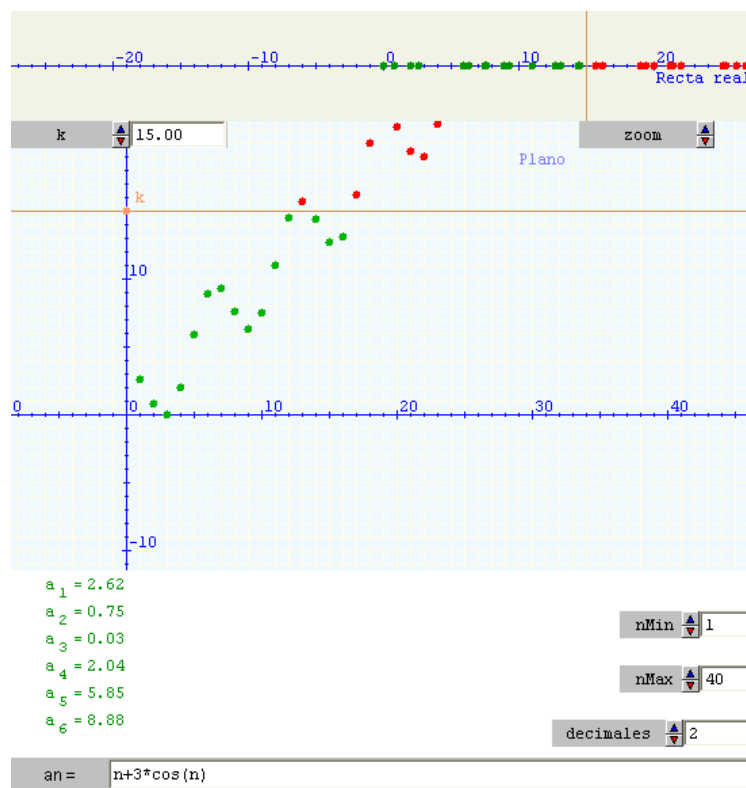 -20 -10 0 10 20
Recta real
k 15.00 zoom
Plano
k
10
0 0 10 20 30 40
-10
a 1 = 2.62
a 2 = 0.75
a 3 = 0.03
a 4 = 2.04
a 5 = 5.85
a 6 = 8.88
nMin 1
nMax 40
decimales 2
an = n+3*cos(n)